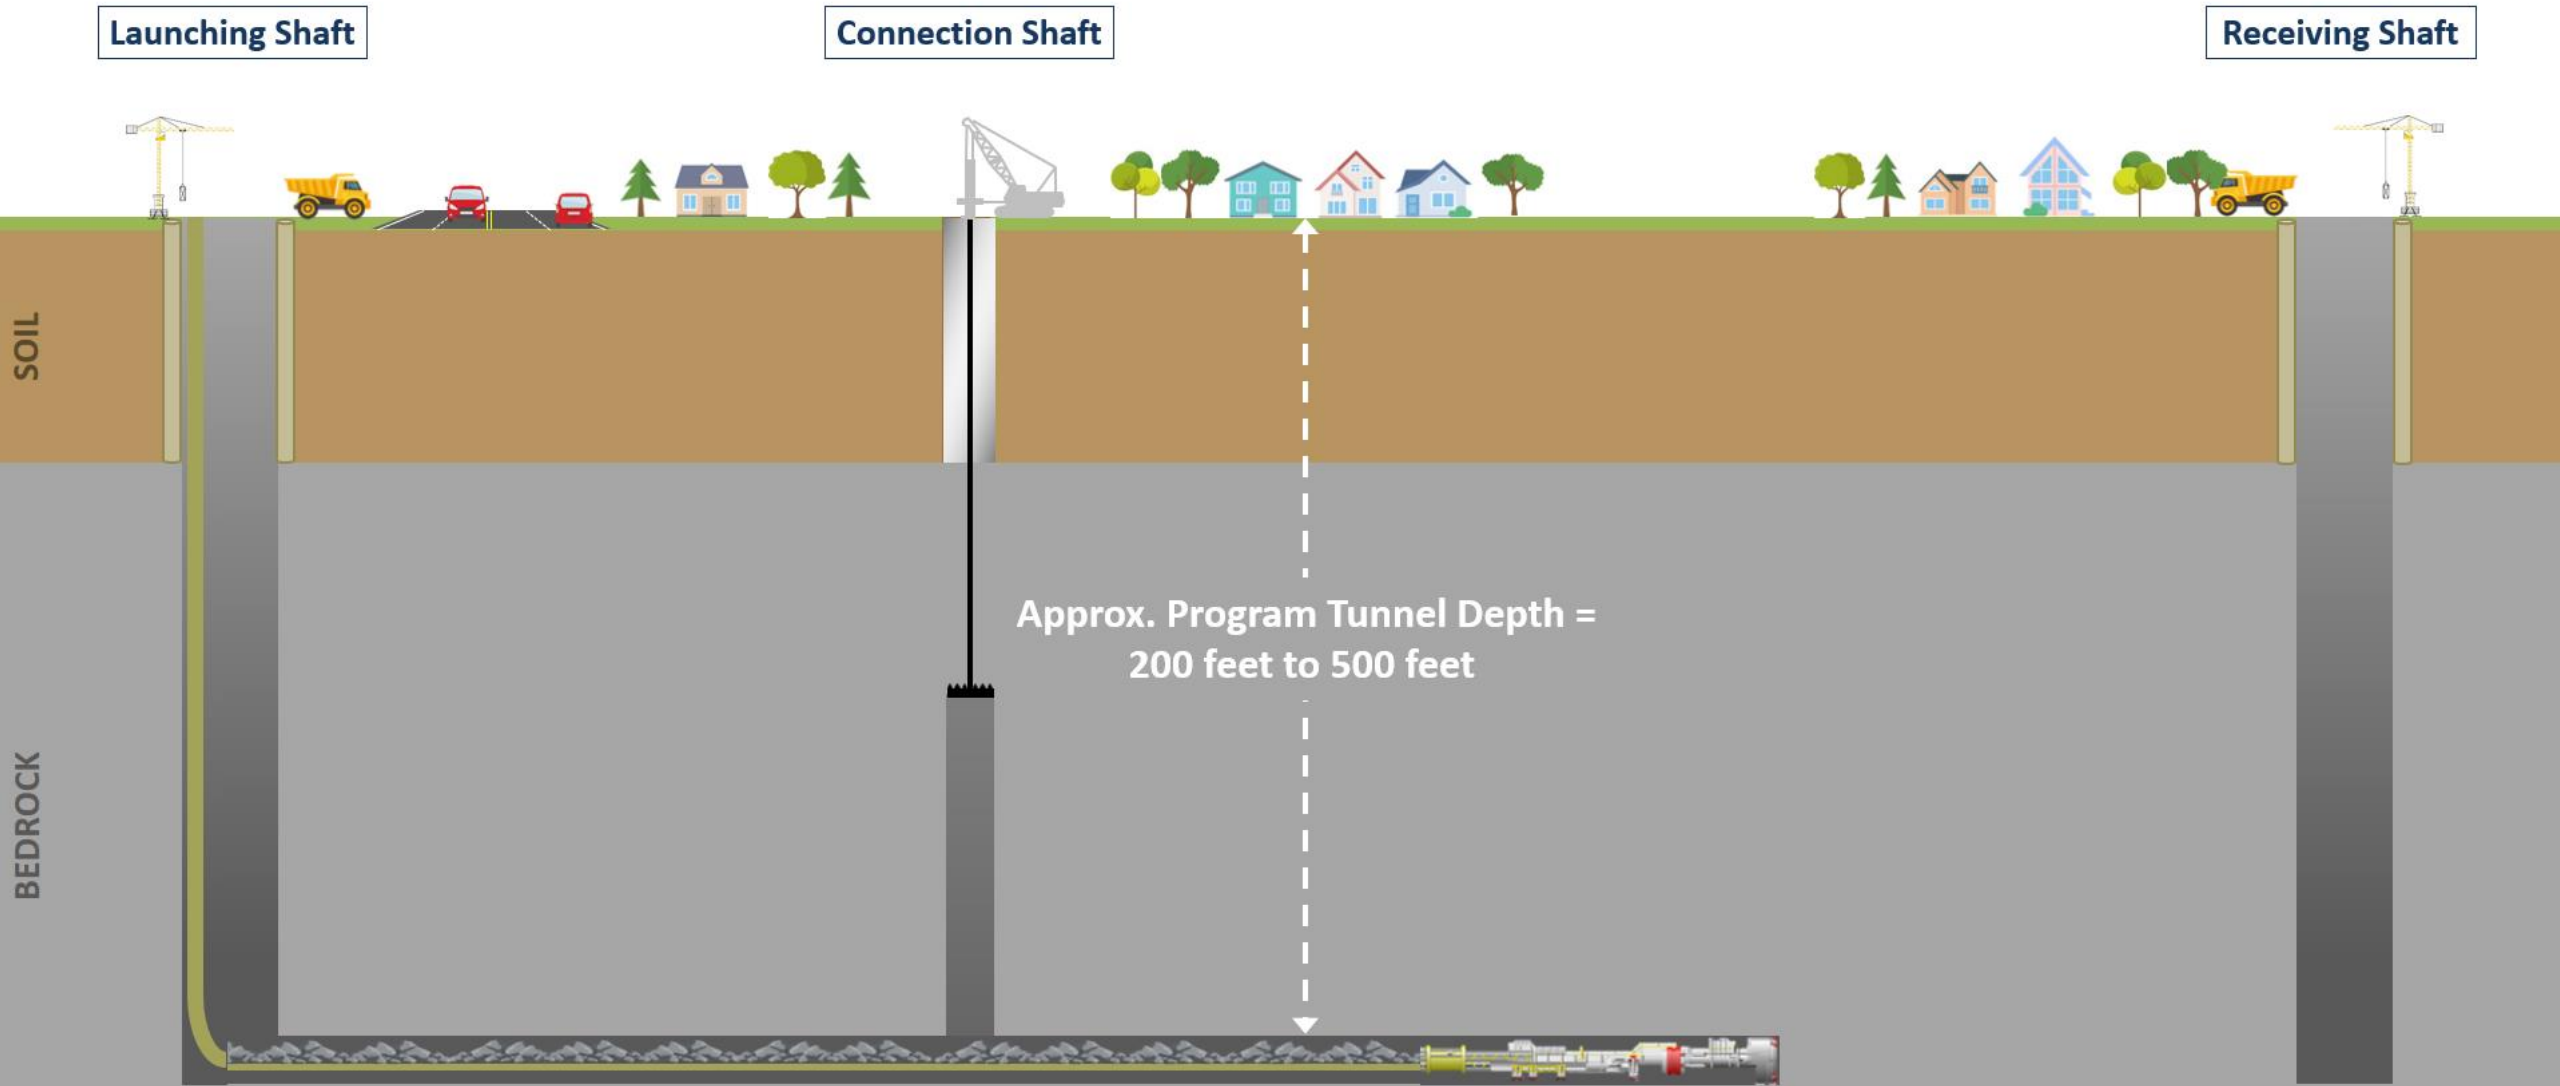 Launching Shaft
Connection Shaft
Receiving Shaft
SOIL
Approx. Program Tunnel Depth =
200 feet to 500 feet
BEDROCK